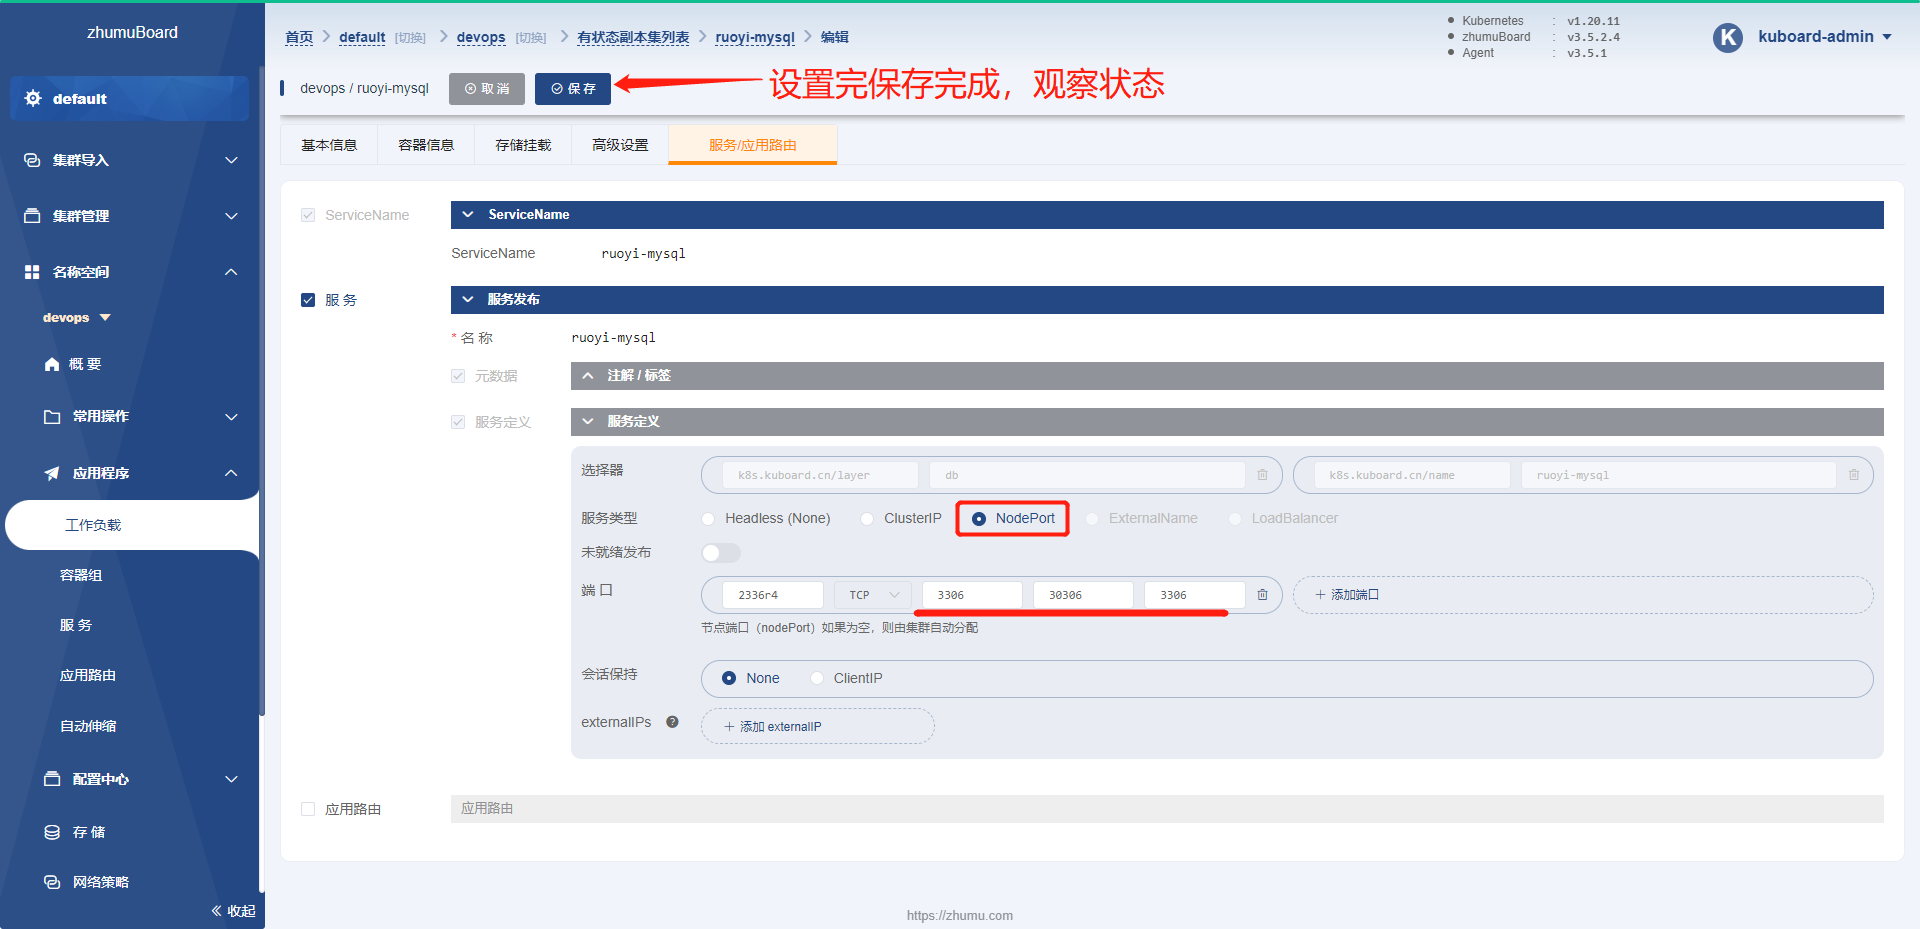 zhumuBoard
default
集群导入
集群管理
名称空间
devops
概 要
常用操作
应用程序
工作负载
容器组
服 务
应用路由
自动伸缩
配置中心
存 储
网络策略
收起
首页 default [切换] devops [切换] 有状态副本集列表 ruoyi-mysql 编辑
Kubernetes : v1.20.11
zhumuBoard : v3.5.2.4
Agent : v3.5.1
K kuboard-admin
devops / ruoyi-mysql 取 消 保 存 设置完保存完成，观察状态
基本信息 容器信息 存储挂载 高级设置 服务/应用路由
ServiceName ServiceName
ServiceName ruoyi-mysql
服 务 服务发布
* 名 称 ruoyi-mysql
元数据 注解 / 标签
服务定义 服务定义
选择器 k8s.kuboard.cn/layer db k8s.kuboard.cn/name ruoyi-mysql
服务类型 Headless (None) ClusterIP NodePort ExternalName LoadBalancer
未就绪发布
端 口 2336r4 TCP 3306 30306 3306 + 添加端口
节点端口（nodePort）如果为空，则由集群自动分配
会话保持 None ClientIP
externalIPs ? + 添加 externalIP
应用路由 应用路由
https://zhumu.com